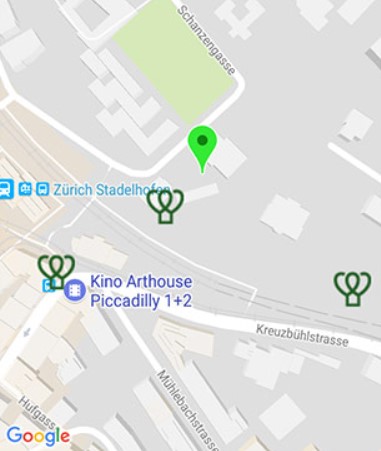 Schanzengasse
Zürich Stadelhofen
Kino Arthouse
Piccadilly 1+2
Kreuzbühlstrasse
Mühlebachstrasse
Hufgass
Google